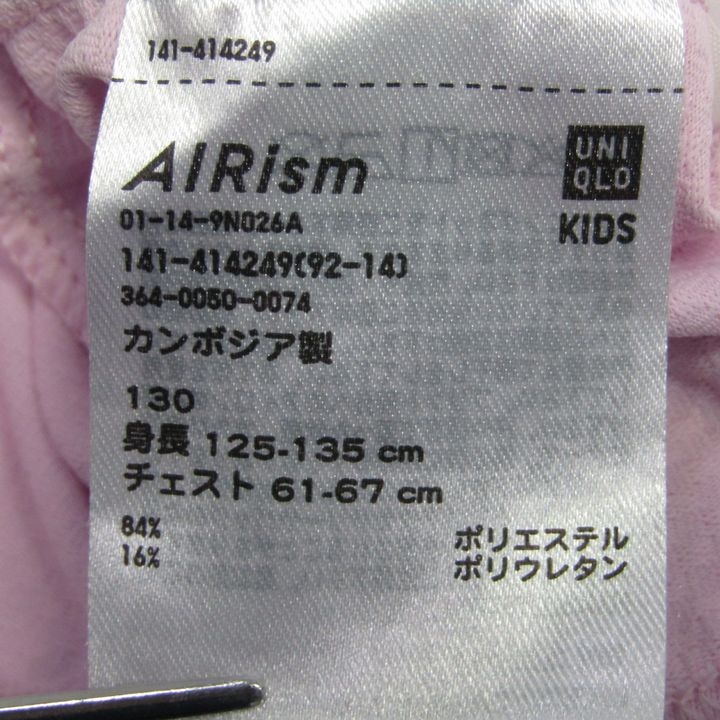 141-414249
AIRism
UNI
QLO
KIDS
01-14-9N026A
141-414249(92-14)
364-0050-0074
カンボジア製
130
身長 125-135 cm
チェスト 61-67 cm
84% ポリエステル
16% ポリウレタン